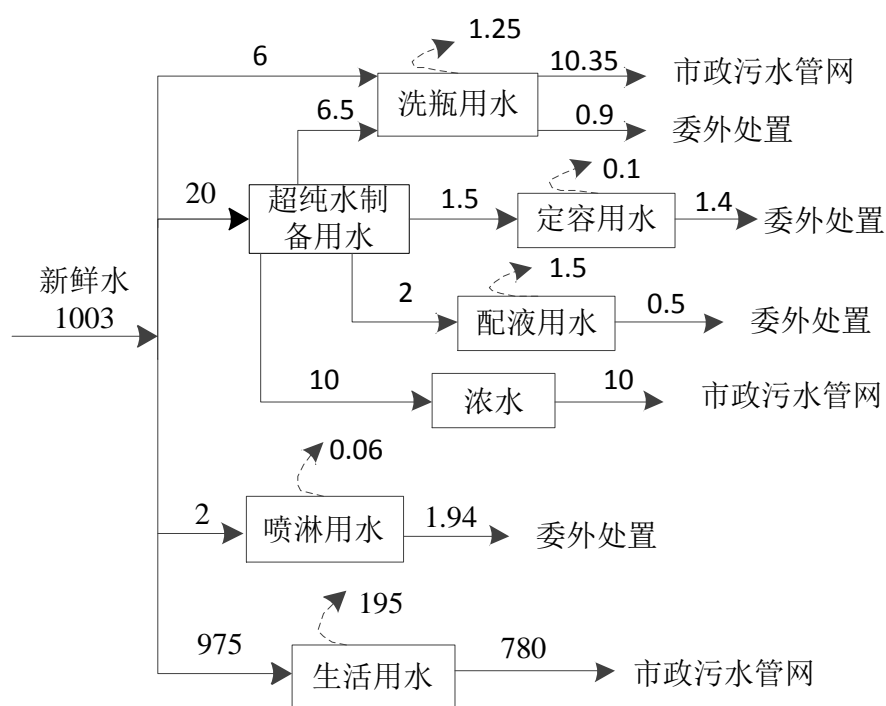 1.25
6
10.35
市政污水管网
洗瓶用水
6.5
0.9
委外处置
0.1
20
超纯水制
备用水
1.5
定容用水
1.4
委外处置
新鲜水
1003
1.5
2
配液用水
0.5
委外处置
10
浓水
10
市政污水管网
0.06
2
喷淋用水
1.94
委外处置
195
975
生活用水
780
市政污水管网